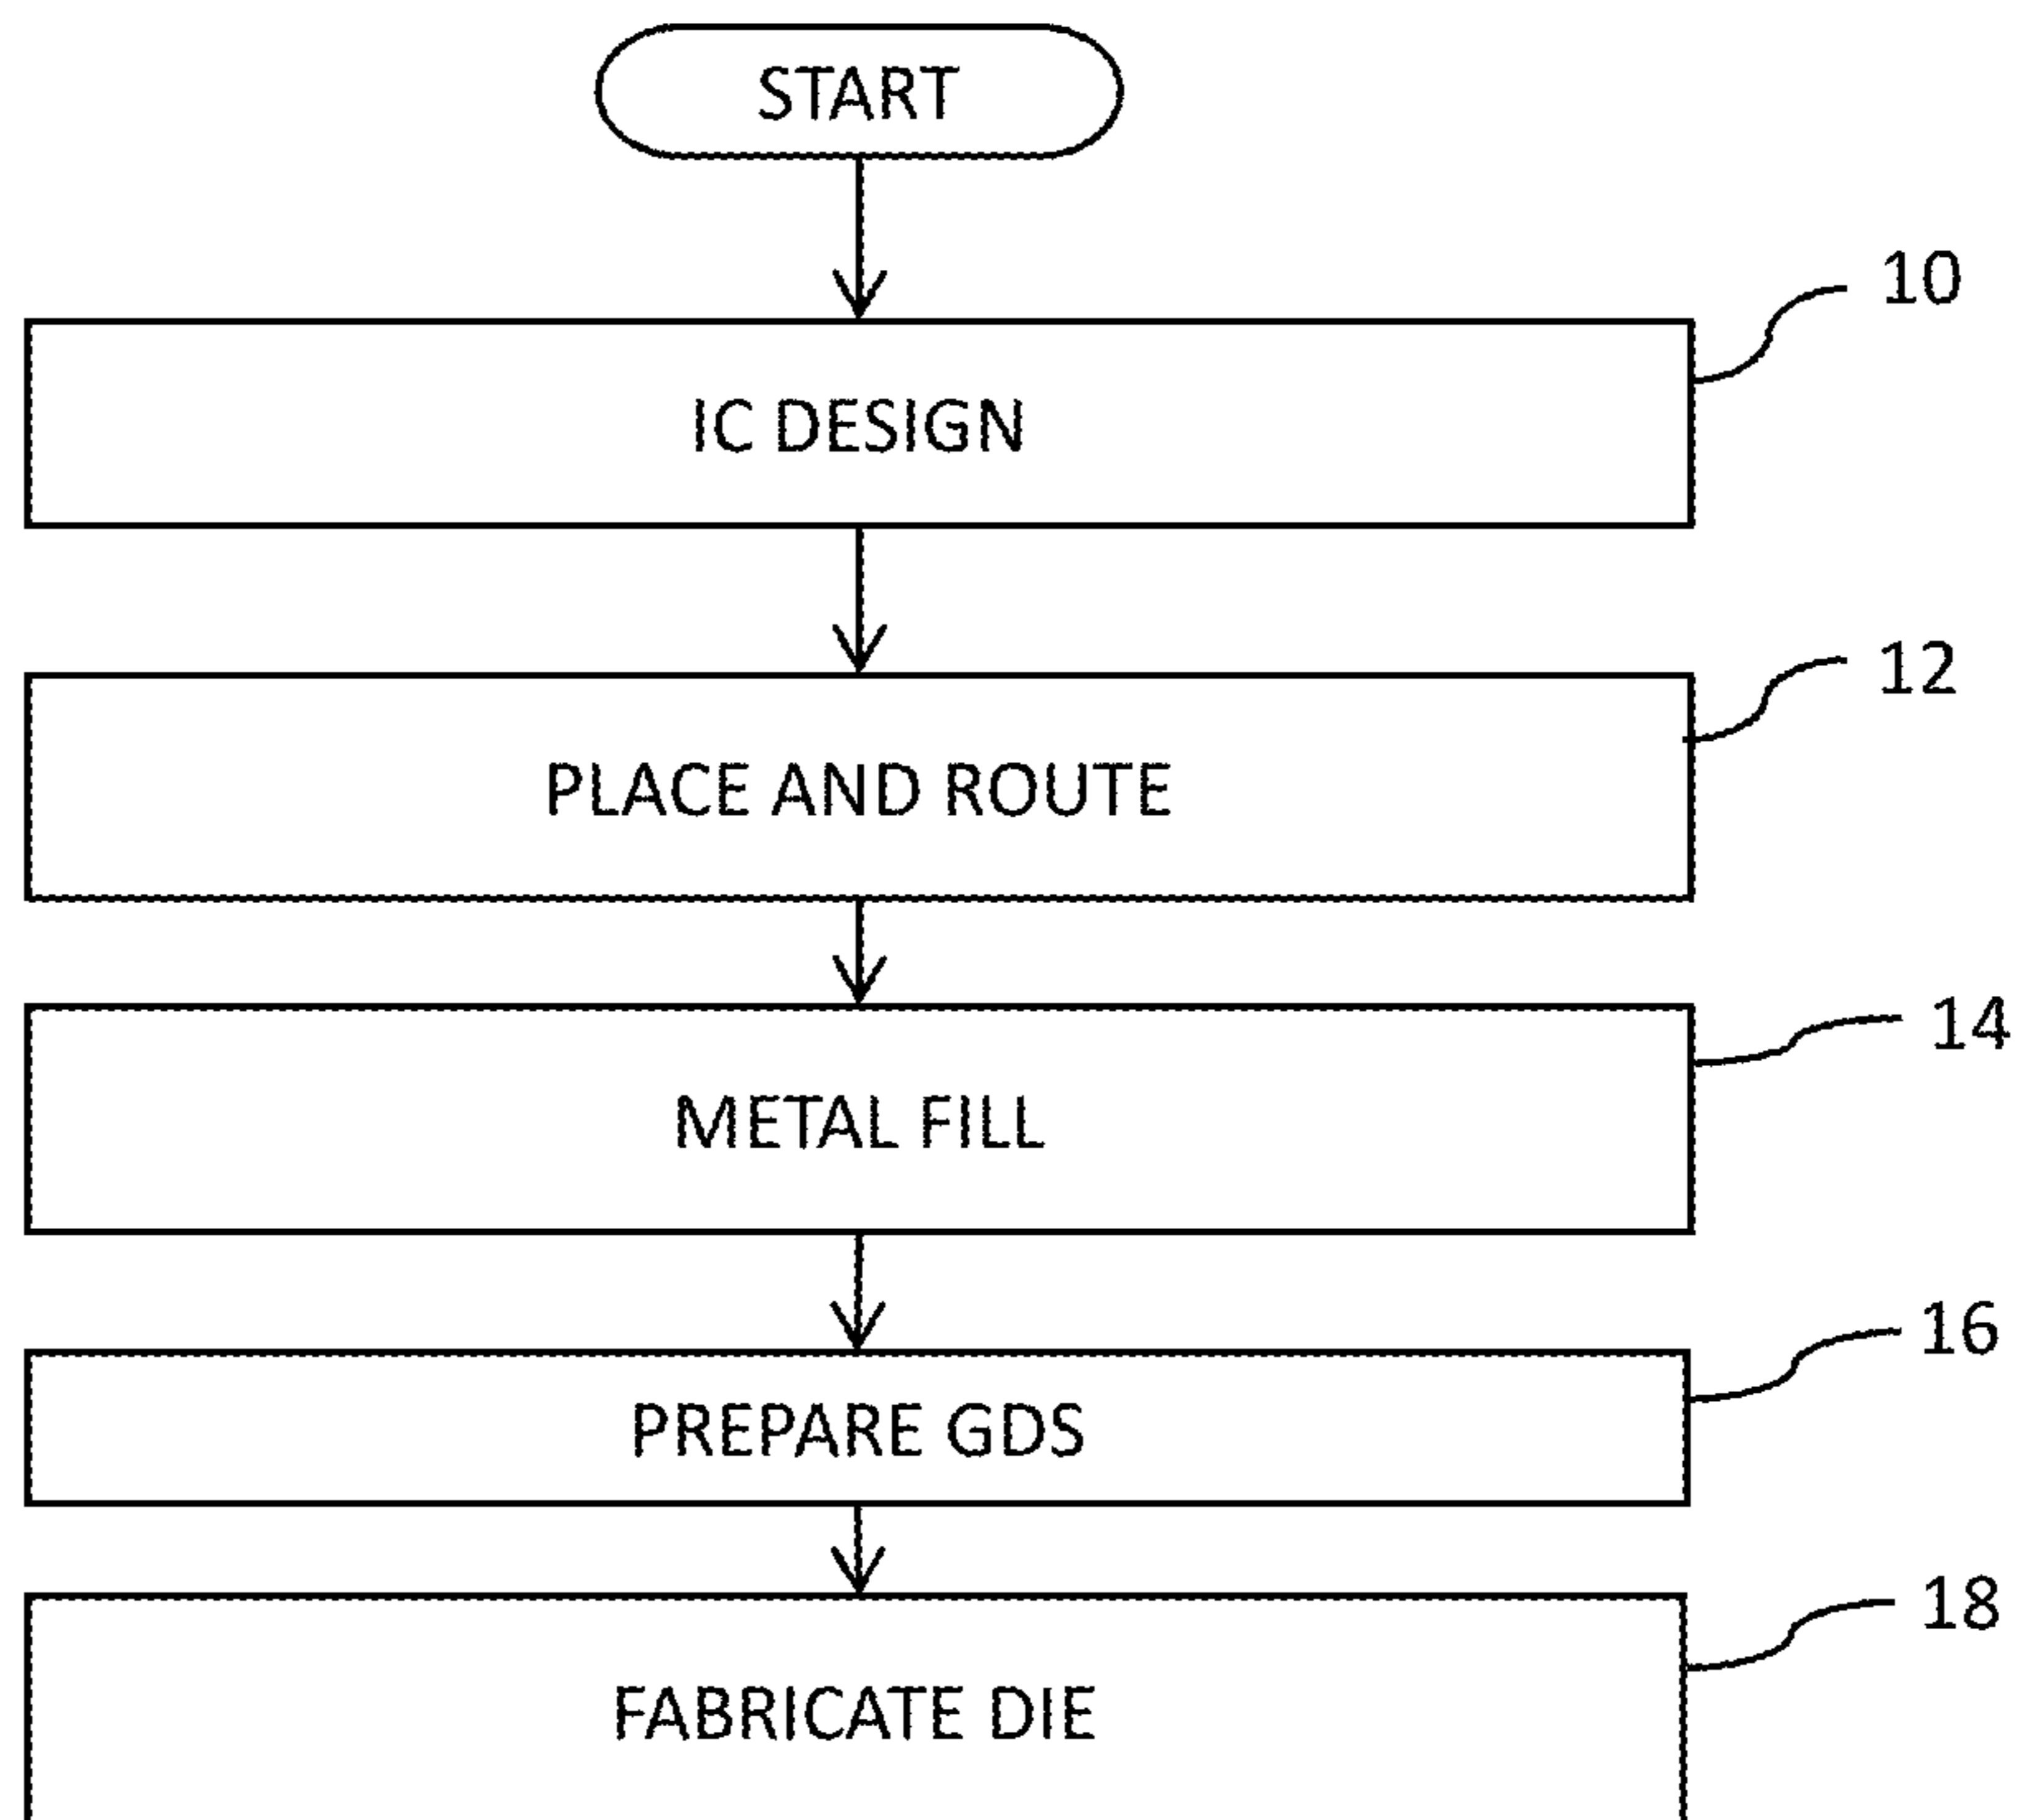 START
10
IC DESIGN
12
PLACE AND ROUTE
14
METAL FILL
16
PREPARE GDS
18
FABRICATE DIE